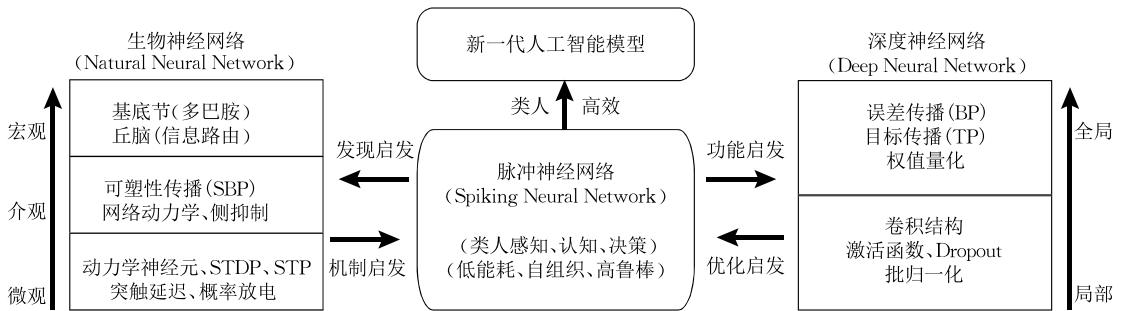 生物神经网络
(Natural Neural Network)
宏观
介观
微观
基底节(多巴胺)
丘脑(信息路由)
可塑性传播(SBP)
网络动力学、侧抑制
动力学神经元、STDP、STP
突触延迟、概率放电
发现启发
机制启发
新一代人工智能模型
类人 高效
脉冲神经网络
(Spiking Neural Network)
(类人感知、认知、决策)
(低能耗、自组织、高鲁棒)
功能启发
优化启发
深度神经网络
(Deep Neural Network)
误差传播(BP)
目标传播(TP)
权值量化
卷积结构
激活函数、Dropout
批归一化
全局
局部